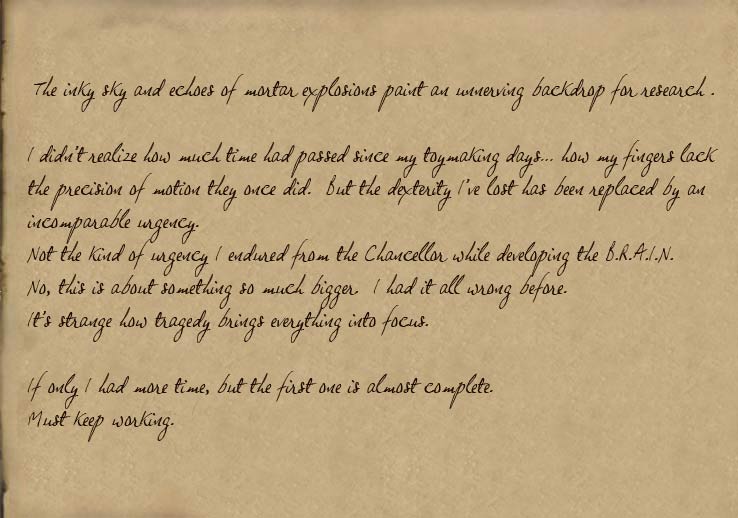 The inky sky and echoes of mortar explosions paint an unnerving backdrop for research .
I didn't realize how much time had passed since my toymaking days... how my fingers lack
the precision of motion they once did. But the dexterity I've lost has been replaced by an
incomparable urgency.
Not the kind of urgency I endured from the Chancellor while developing the B.R.A.I.N.
No, this is about something so much bigger. I had it all wrong before.
It's strange how tragedy brings everything into focus.
If only I had more time, but the first one is almost complete.
Must keep working.